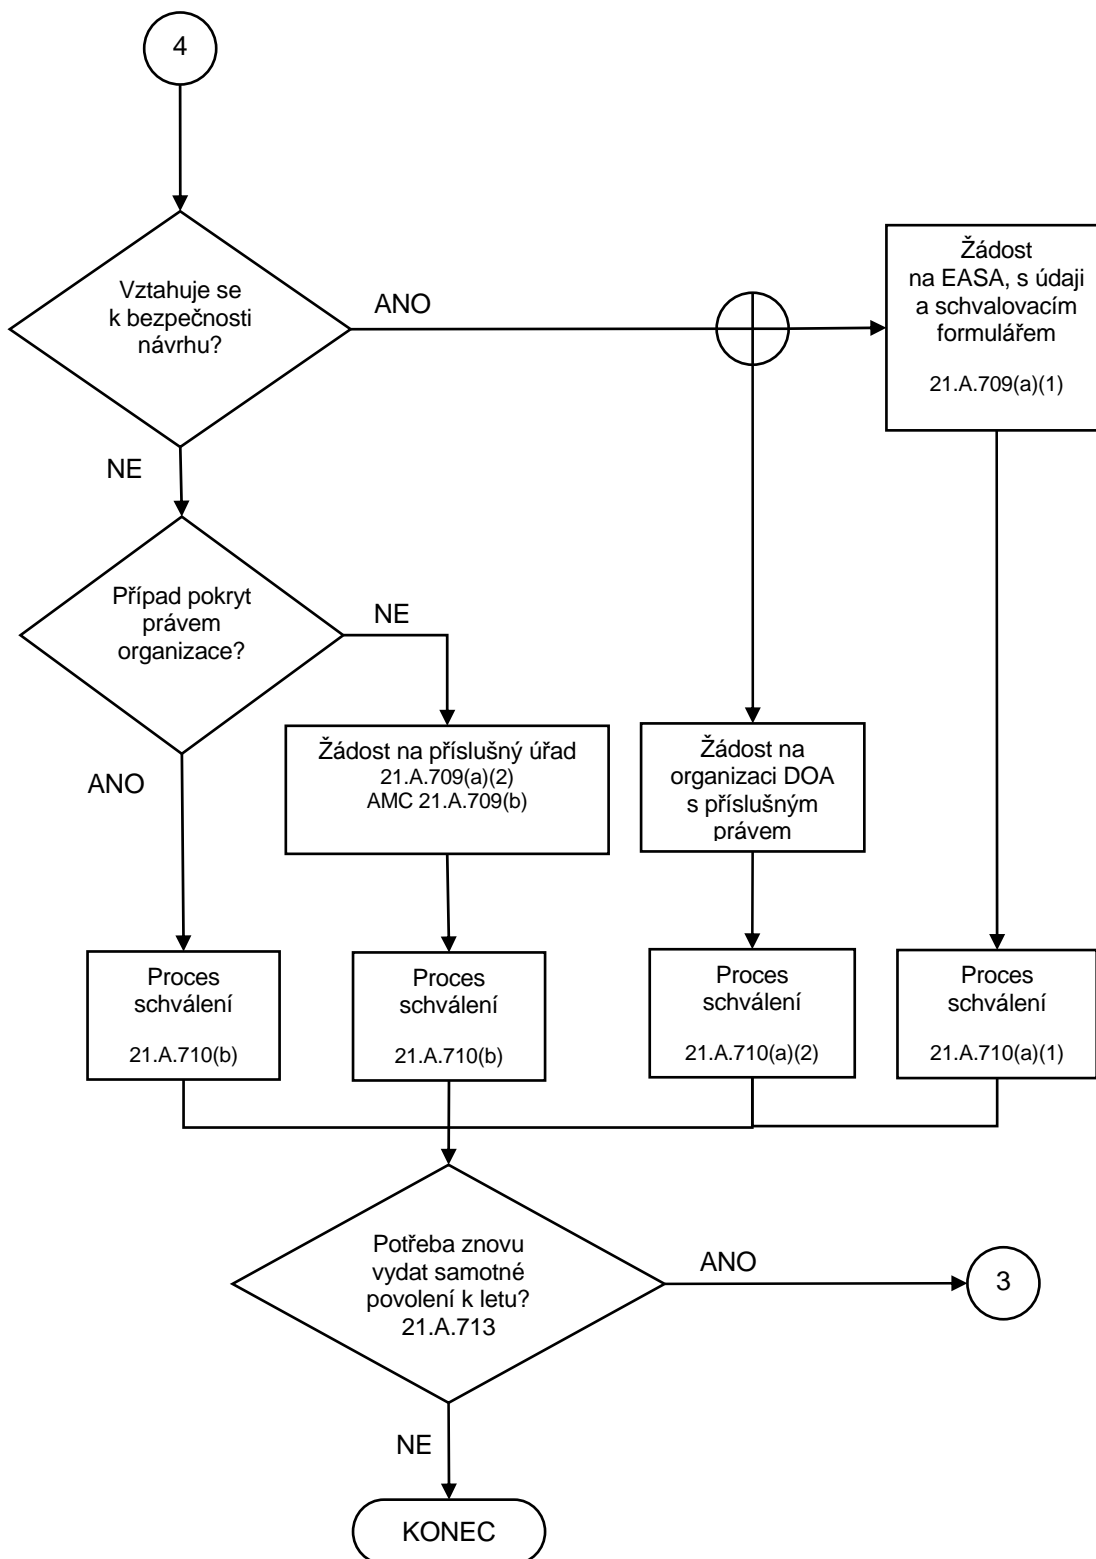 4
Vztahuje se
k bezpečnosti
návrhu?
ANO
Žádost
na EASA, s údaji
a schvalovacím
formulářem
21.A.709(a)(1)
NE
Případ pokryt
právem
organizace?
NE
ANO
Žádost na příslušný úřad
21.A.709(a)(2)
AMC 21.A.709(b)
Žádost na
organizaci DOA
s příslušným
právem
Proces
schválení
21.A.710(b)
Proces
schválení
21.A.710(b)
Proces
schválení
21.A.710(a)(2)
Proces
schválení
21.A.710(a)(1)
Potřeba znovu
vydat samotné
povolení k letu?
21.A.713
ANO
3
NE
KONEC